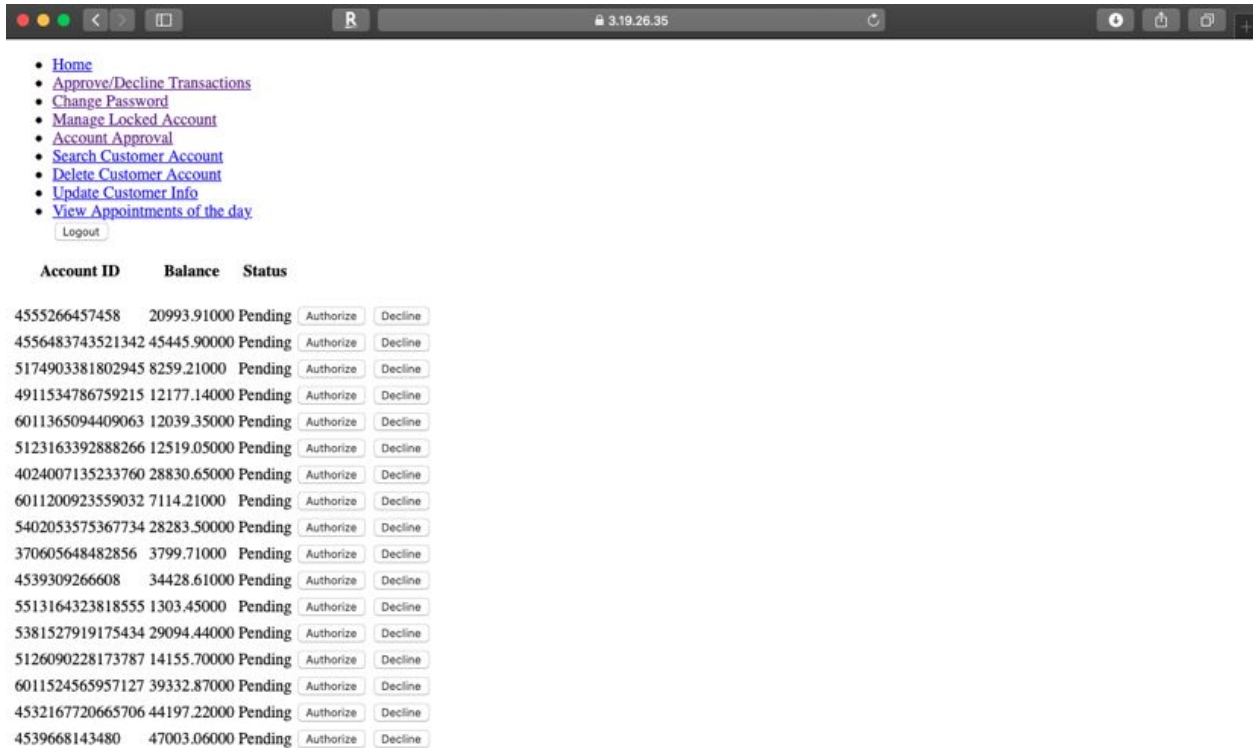 R 3.19.26.35
Home
Approve/Decline Transactions
Change Password
Manage Locked Account
Account Approval
Search Customer Account
Delete Customer Account
Update Customer Info
View Appointments of the day
Logout
Account ID Balance Status
4555266457458 20993.91000 Pending Authorize Decline
4556483743521342 45445.90000 Pending Authorize Decline
5174903381802945 8259.21000 Pending Authorize Decline
4911534786759215 12177.14000 Pending Authorize Decline
6011365094409063 12039.35000 Pending Authorize Decline
5123163392888266 12519.05000 Pending Authorize Decline
4024007135233760 28830.65000 Pending Authorize Decline
6011200923559032 7114.21000 Pending Authorize Decline
5402053575367734 28283.50000 Pending Authorize Decline
370605648482856 3799.71000 Pending Authorize Decline
4539309266608 34428.61000 Pending Authorize Decline
5513164323818555 1303.45000 Pending Authorize Decline
5381527919175434 29094.44000 Pending Authorize Decline
5126090228173787 14155.70000 Pending Authorize Decline
6011524565957127 39332.87000 Pending Authorize Decline
4532167720665706 44197.22000 Pending Authorize Decline
4539668143480 47003.06000 Pending Authorize Decline